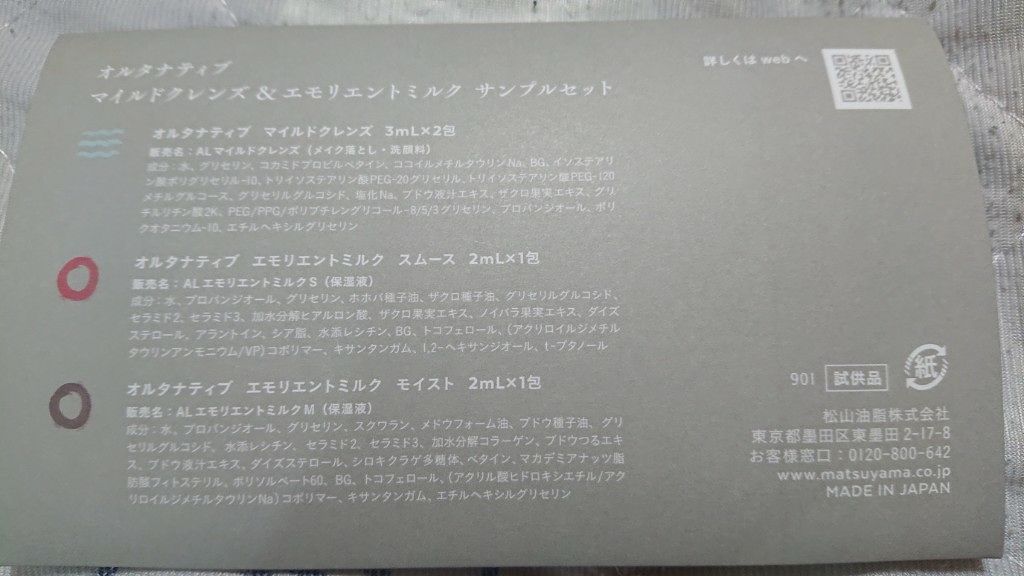 オルタナティブ
マイルドクレンズ & エモリエントミルク サンプルセット
詳しくは web へ
オルタナティブ マイルドクレンズ 3mL×2包
販売名：ALマイルドクレンズ（メイク落とし・洗顔料）
成分：水、グリセリン、コカミドプロピルベタイン、ココイルメチルタウリンNa、BG、イソステアリ
ン酸ポリグリセリル-10、トリイソステアリン酸PEG-20グリセリル、トリイソステアリン酸PEG-120
メチルグルコース、グリセリルグルコシド、塩化Na、ブドウ液汁エキス、ザクロ果実エキス、グリ
チルリチン酸2K、PEG/PPG/ポリブチレングリコール-8/5/3グリセリン、プロパンジオール、ポリ
クオタニウム-10、エチルヘキシルグリセリン
オルタナティブ エモリエントミルク スムース 2mL×1包
販売名：ALエモリエントミルクS（保湿液）
成分：水、プロパンジオール、グリセリン、ホホバ種子油、ザクロ種子油、グリセリルグルコシド、
セラミド2、セラミド3、加水分解ヒアルロン酸、ザクロ果実エキス、ノイバラ果実エキス、ダイズ
ステロール、アラントイン、シア脂、水添レシチン、BG、トコフェロール、（アクリロイルジメチル
タウリンアンモニウム/VP）コポリマー、キサンタンガム、1,2-ヘキサンジオール、t-ブタノール
オルタナティブ エモリエントミルク モイスト 2mL×1包
販売名：ALエモリエントミルクM（保湿液）
成分：水、プロパンジオール、グリセリン、スクワラン、メドウフォーム油、ブドウ種子油、グリ
セリルグルコシド、水添レシチン、セラミド2、セラミド3、加水分解コラーゲン、ブドウつるエキ
ス、ブドウ液汁エキス、ダイズステロール、シロキクラゲ多糖体、ベタイン、マカデミアナッツ脂
肪酸フィトステリル、ポリソルベート60、BG、トコフェロール、（アクリル酸ヒドロキシエチル/アク
リロイルジメチルタウリンNa）コポリマー、キサンタンガム、エチルヘキシルグリセリン
901 試供品 紙
松山油脂株式会社
東京都墨田区東墨田 2-17-8
お客様窓口：0120-800-642
www.matsuyama.co.jp
MADE IN JAPAN